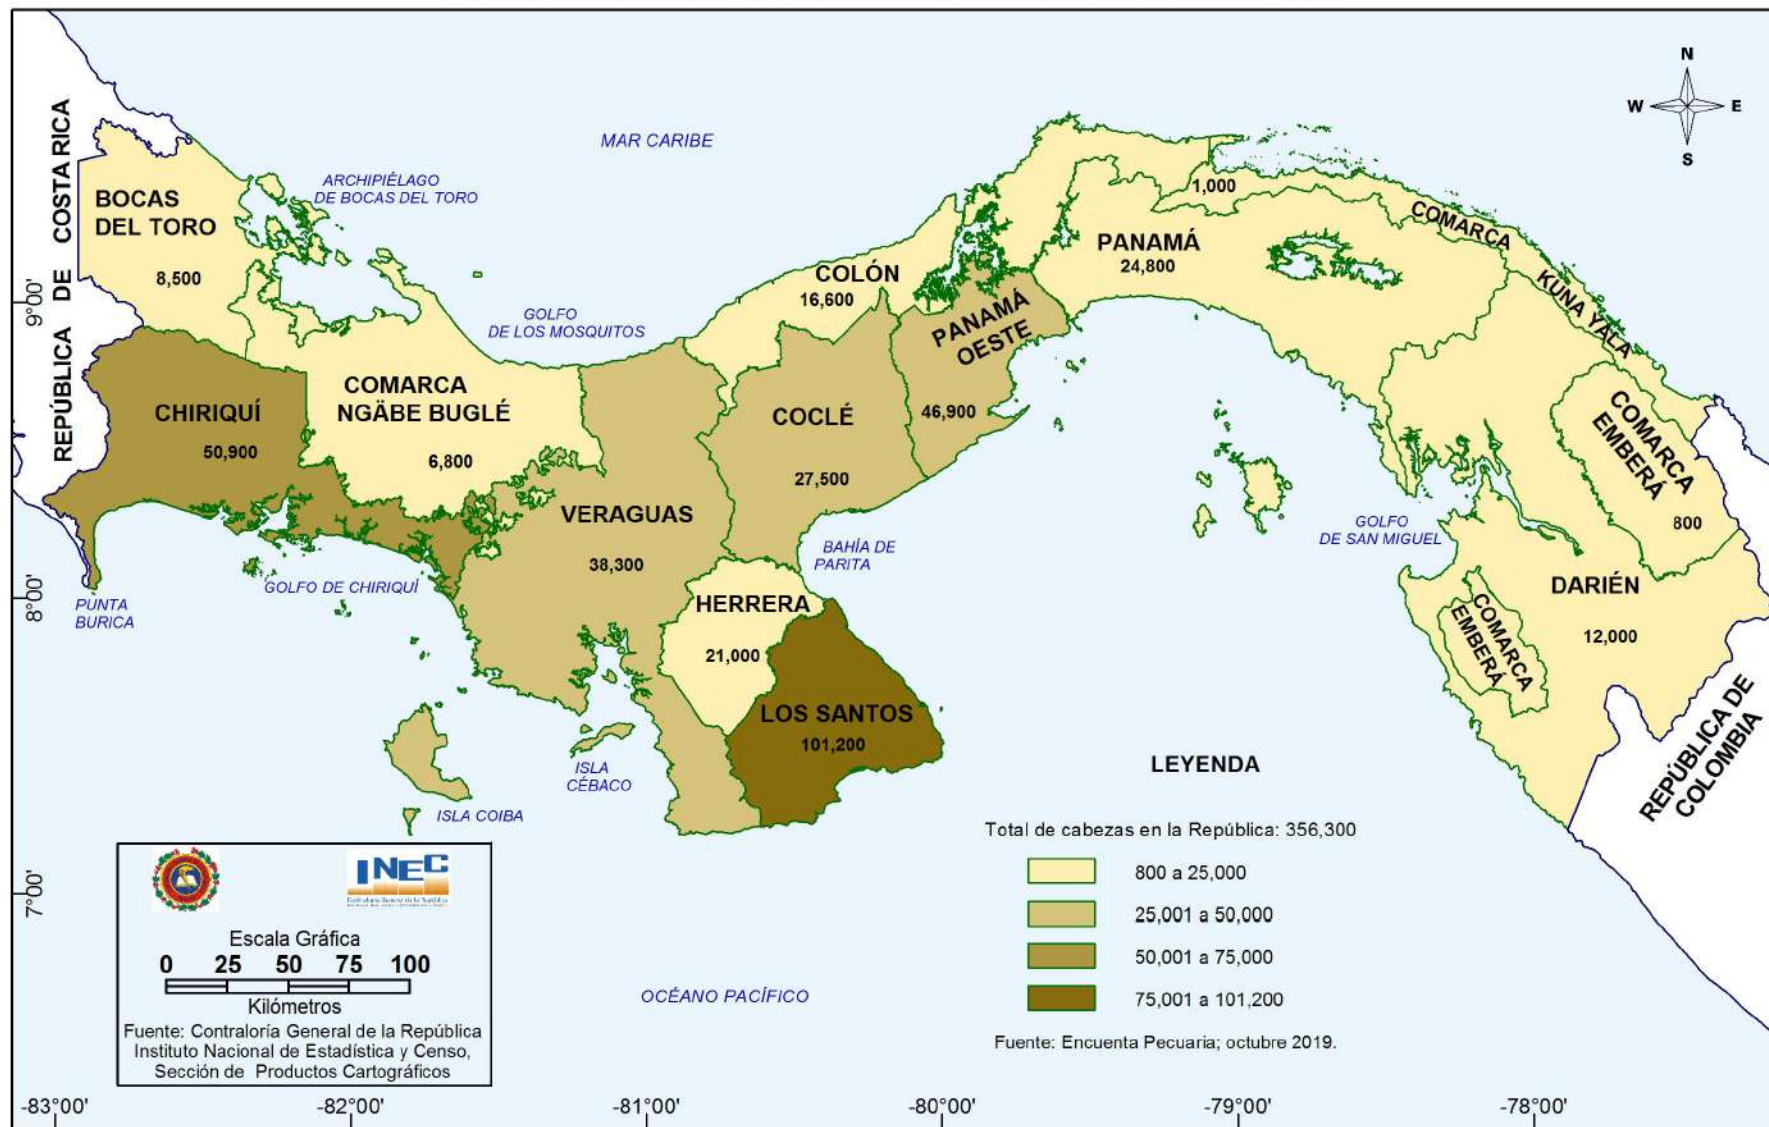 N
W E
S
REPÚBLICA DE COSTA RICA
MAR CARIBE
ARCHIPIÉLAGO
DE BOCAS DEL TORO
BOCAS
DEL TORO
8,500
1,000
COMARCA
KUNA YALA
PANAMÁ
24,800
COLÓN
16,600
GOLFO
DE LOS MOSQUITOS
PANAMÁ
OESTE
46,900
COMARCA
NGÄBE BUGLÉ
6,800
CHIRIQUÍ
50,900
COCLÉ
27,500
COMARCA
EMBERÁ
800
VERAGUAS
38,300
GOLFO
DE SAN MIGUEL
BAHÍA DE
PARITA
GOLFO DE CHIRIQUÍ
PUNTA
BURICA
HERRERA
21,000
DARIÉN
12,000
COMARCA
EMBERÁ
LOS SANTOS
101,200
REPÚBLICA DE
COLOMBIA
ISLA
CÉBACO
ISLA COIBA
LEYENDA
Total de cabezas en la República: 356,300
800 a 25,000
25,001 a 50,000
50,001 a 75,000
75,001 a 101,200
Fuente: Encuenta Pecuaria; octubre 2019.
OCÉANO PACÍFICO
INEC
Escala Gráfica
0 25 50 75 100
Kilómetros
Fuente: Contraloría General de la República
Instituto Nacional de Estadística y Censo,
Sección de Productos Cartográficos
9°00'
8°00'
7°00'
-83°00' -82°00' -81°00' -80°00' -79°00' -78°00'